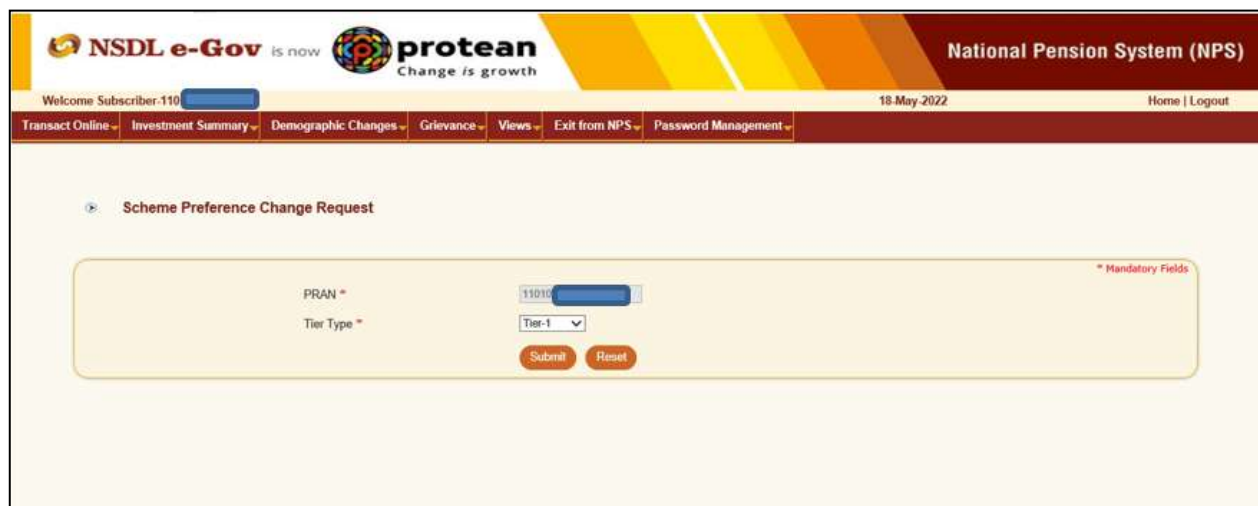 NSDL e-Gov is now protean
Change is growth
National Pension System (NPS)
Welcome Subscriber-110
18-May-2022
Home | Logout
Transact Online Investment Summary Demographic Changes Grievance Views Exit from NPS Password Management
Scheme Preference Change Request
* Mandatory Fields
PRAN * 11010
Tier Type * Tier-1
Submit Reset